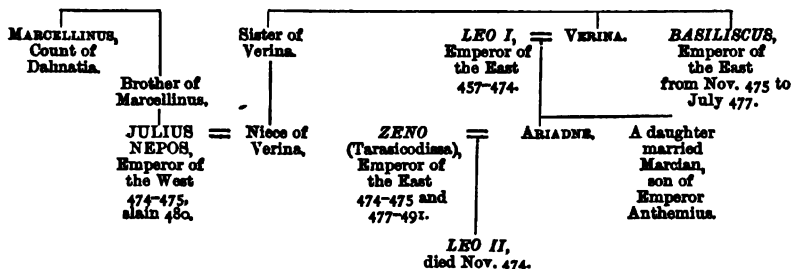 MARCELLINUS,
Count of
Dahnatia.
Brother of
Marcellinus.
Sister of
Verina.
LEO I,
Emperor of
the East
457–474.
=
VERINA.
BASILISCUS,
Emperor of
the East
from Nov. 475 to
July 477.
JULIUS
NEPOS,
Emperor of
the West
474–475,
slain 480.
=
Niece of
Verina.
ZENO
(Tarasicodissa),
Emperor of
the East
474–475 and
477–491.
=
ARIADNE.
A daughter
married
Marcian,
son of
Emperor
Anthemius.
LEO II,
died Nov. 474.